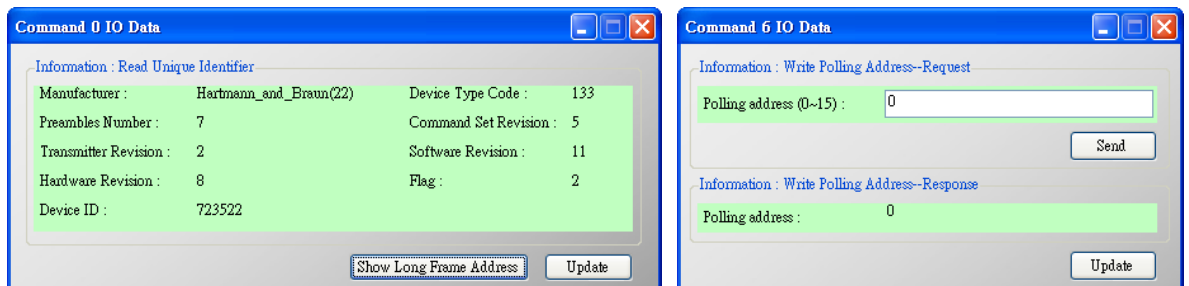 Command 0 IO Data
Information : Read Unique Identifier
Manufacturer : Hartmann_and_Braun(22) Device Type Code : 133
Preambles Number : 7 Command Set Revision : 5
Transmitter Revision : 2 Software Revision : 11
Hardware Revision : 8 Flag : 2
Device ID : 723522
Show Long Frame Address Update
Command 6 IO Data
Information : Write Polling Address--Request
Polling address (0~15) : 0
Send
Information : Write Polling Address--Response
Polling address : 0
Update